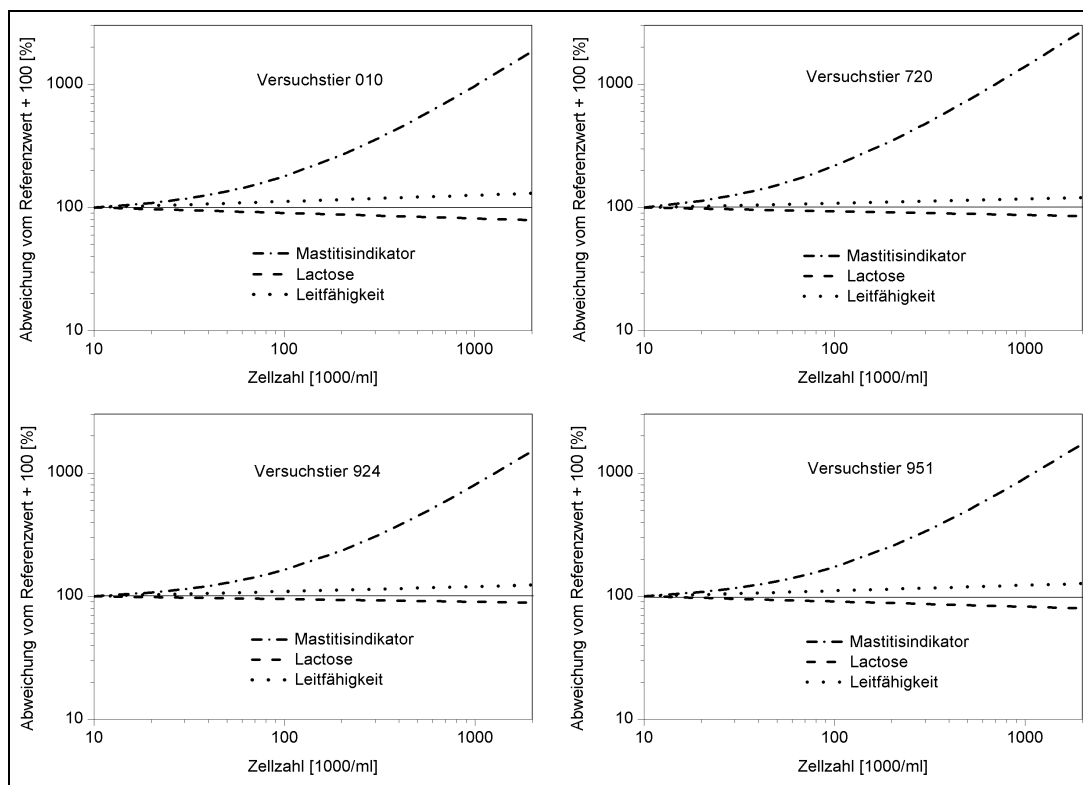 Abweichung vom Referenzwert + 100 [%]
1000
100
10
Versuchstier 010
Mastitisindikator
Lactose
Leitfähigkeit
10
100
1000
Zellzahl [1000/ml]
Abweichung vom Referenzwert + 100 [%]
1000
100
10
Versuchstier 720
Mastitisindikator
Lactose
Leitfähigkeit
10
100
1000
Zellzahl [1000/ml]
Abweichung vom Referenzwert + 100 [%]
1000
100
10
Versuchstier 924
Mastitisindikator
Lactose
Leitfähigkeit
10
100
1000
Zellzahl [1000/ml]
Abweichung vom Referenzwert + 100 [%]
1000
100
10
Versuchstier 951
Mastitisindikator
Lactose
Leitfähigkeit
10
100
1000
Zellzahl [1000/ml]